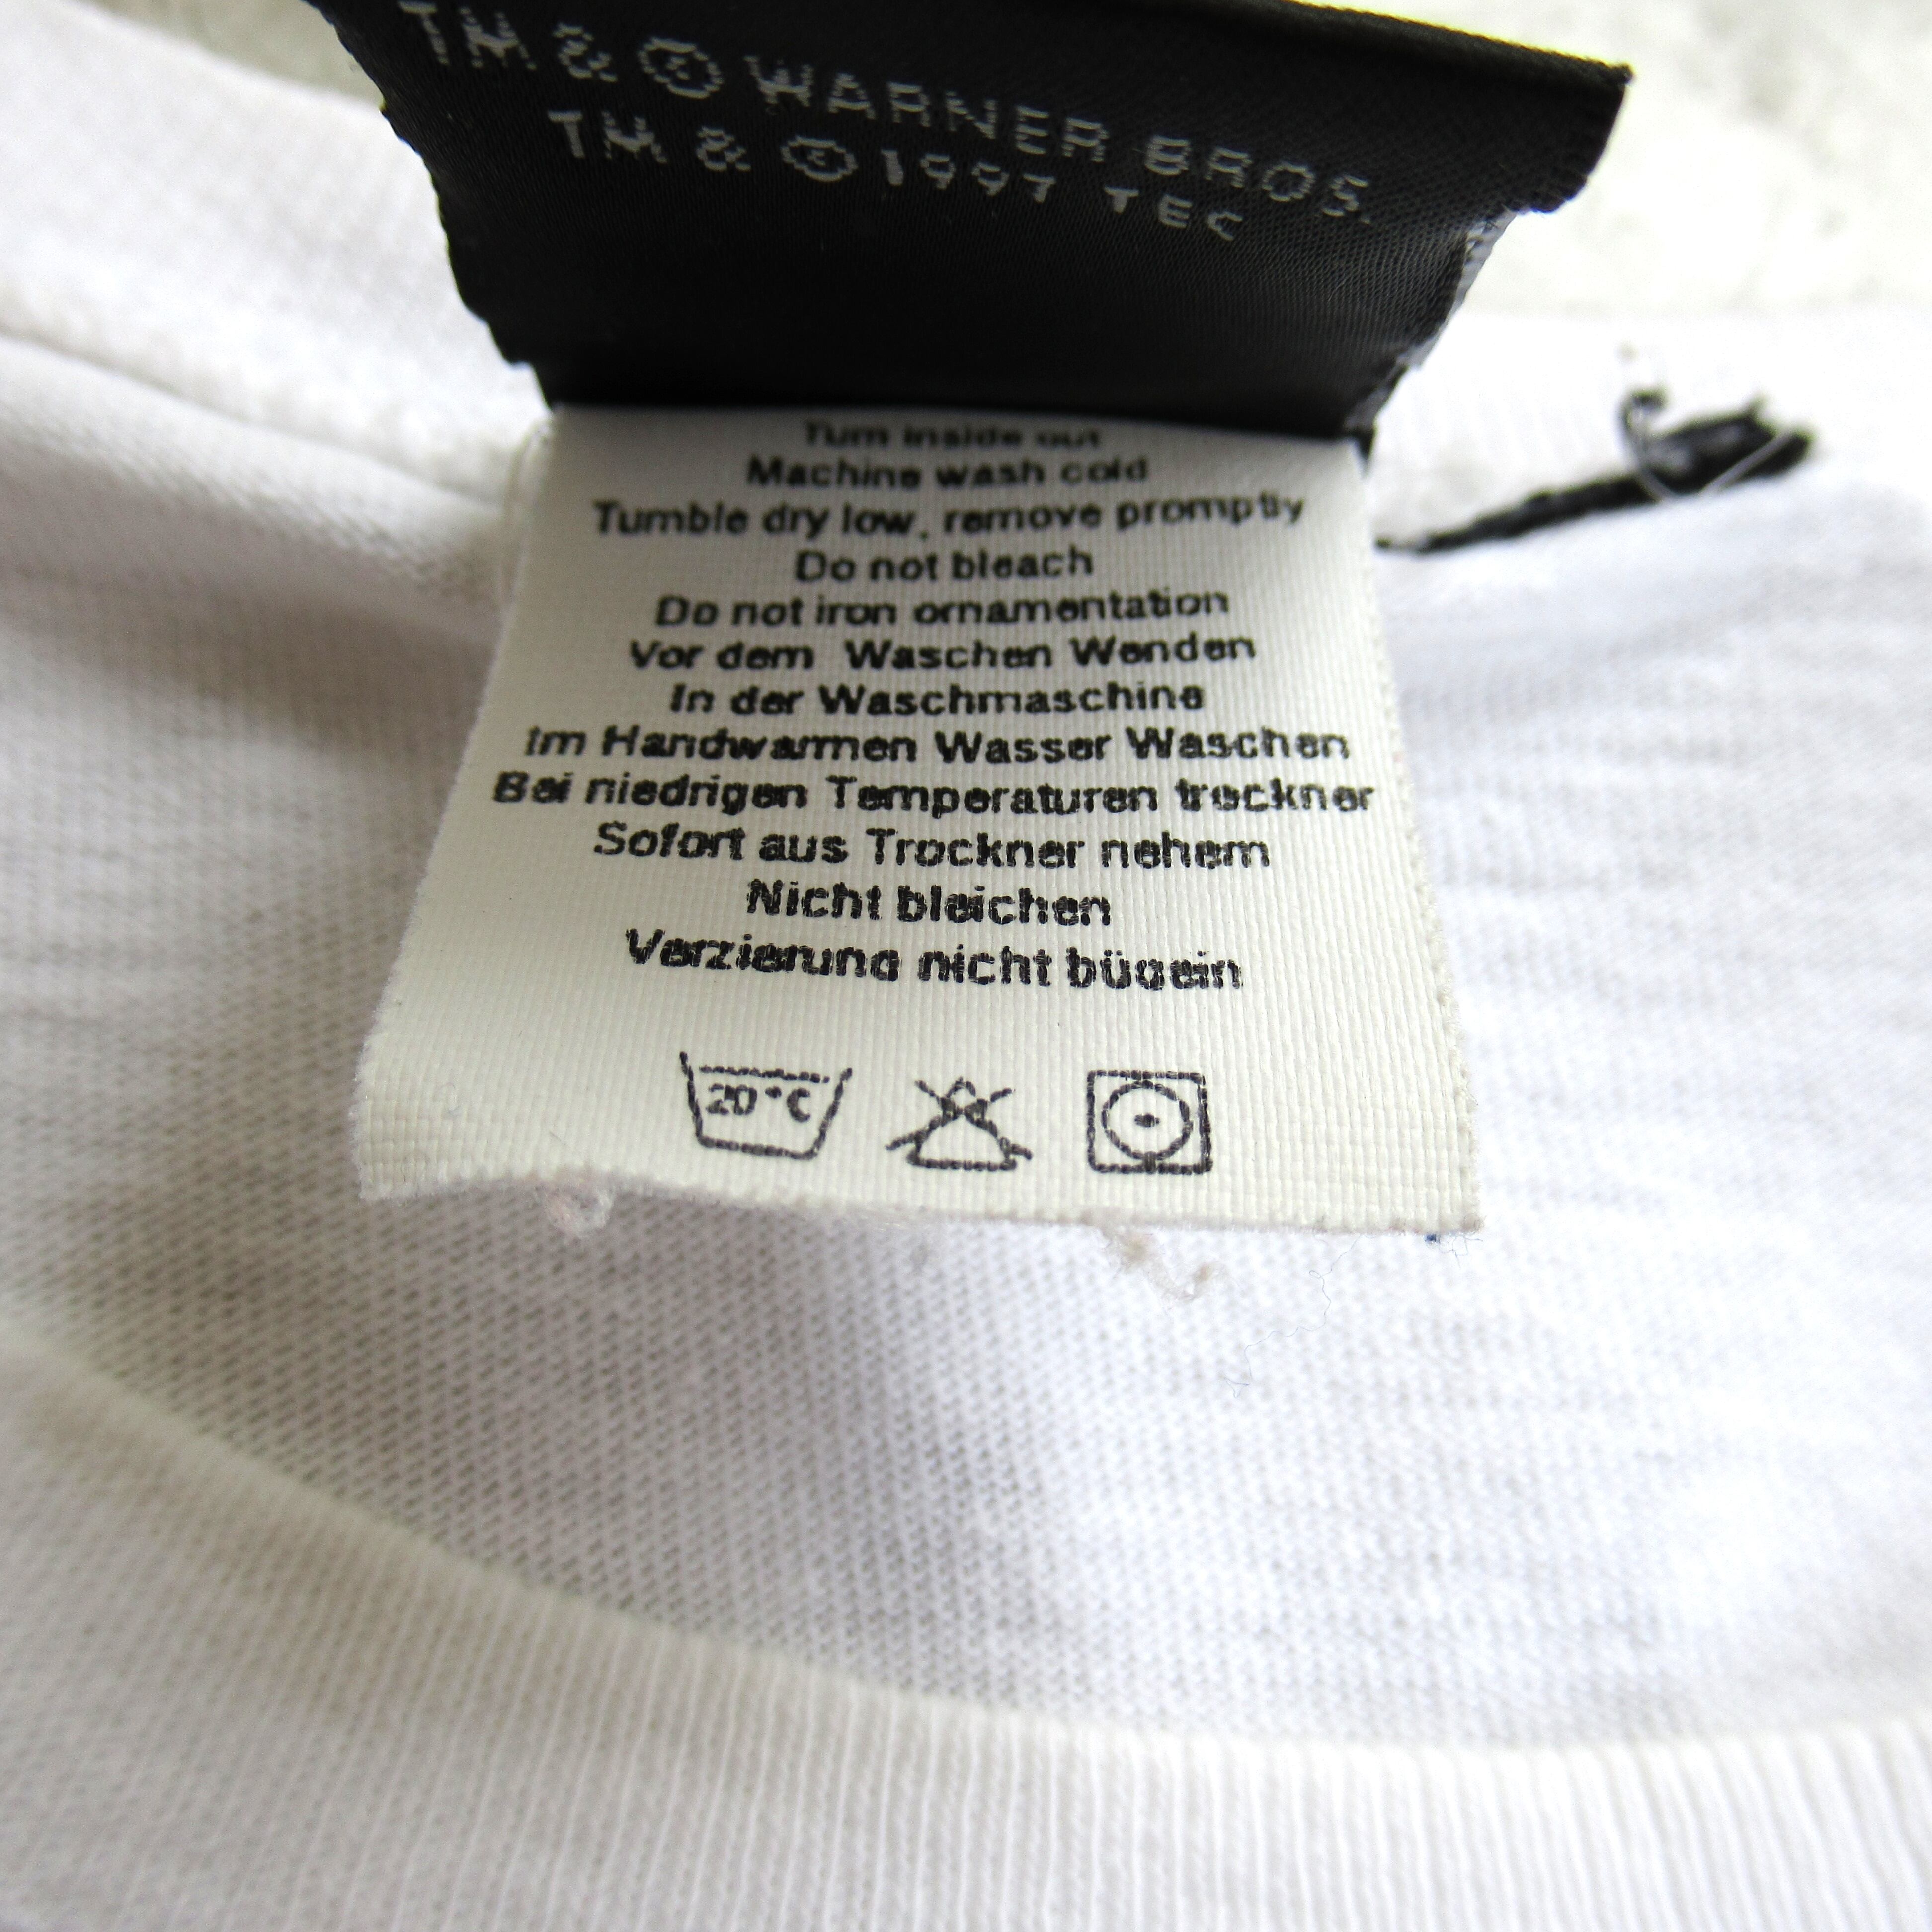 TM & © WARNER BROS.
TM & © 1997 TEC
Turn inside out
Machine wash cold
Tumble dry low, remove promptly
Do not bleach
Do not iron ornamentation
Vor dem Waschen Wenden
In der Waschmaschine
im Handwarmen Wasser Waschen
Bei niedrigen Temperaturen trockner
Sofort aus Trockner nehem
Nicht bleichen
Verzierung nicht bügeln
20°C